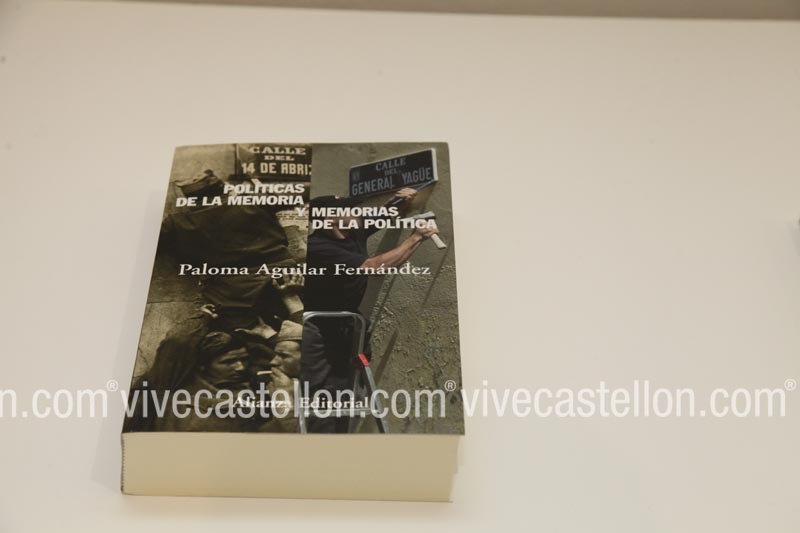 CALLE
DEL
14 DE ABRIL
CALLE
DEL
GENERAL YAGÜE
POLÍTICAS
DE LA MEMORIA
Y MEMORIAS
DE LA POLÍTICA
Paloma Aguilar Fernández
n.com® vivecastellon.com® vivecastellon.com®
Alianza Editorial